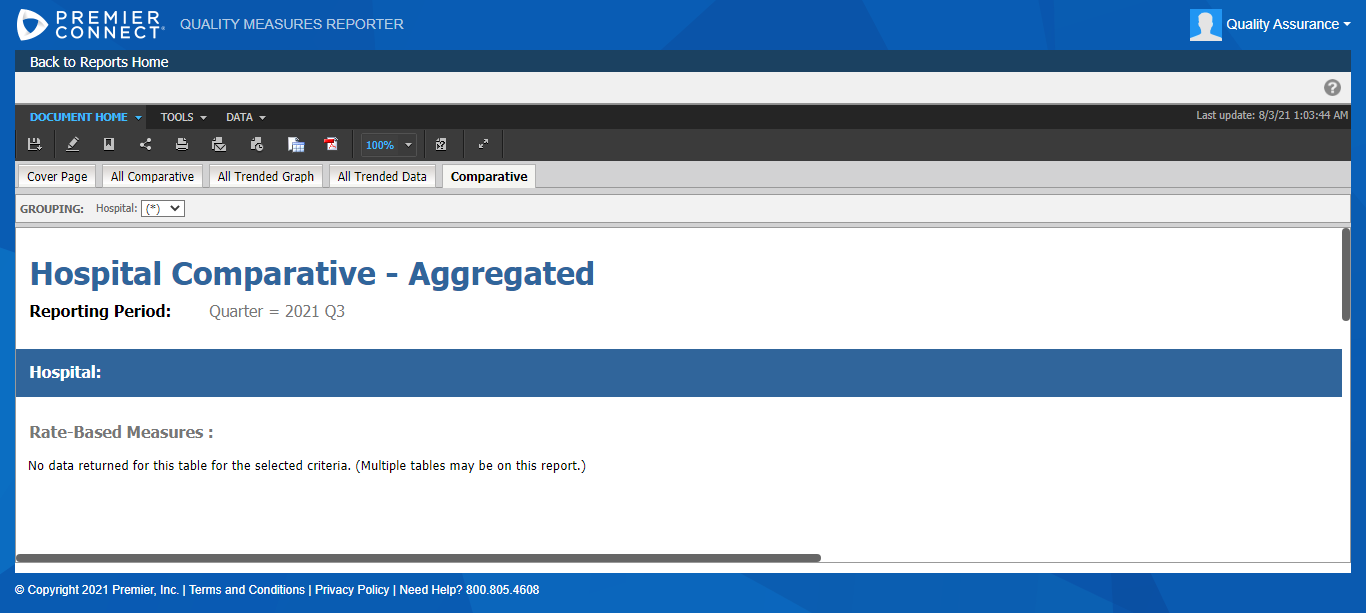 PREMIER CONNECT QUALITY MEASURES REPORTER Quality Assurance
Back to Reports Home
?
DOCUMENT HOME TOOLS DATA Last update: 8/3/21 1:03:44 AM
100%
Cover Page All Comparative All Trended Graph All Trended Data Comparative
GROUPING: Hospital: (*)
Hospital Comparative - Aggregated
Reporting Period: Quarter = 2021 Q3
Hospital:
Rate-Based Measures :
No data returned for this table for the selected criteria. (Multiple tables may be on this report.)
© Copyright 2021 Premier, Inc. | Terms and Conditions | Privacy Policy | Need Help? 800.805.4608